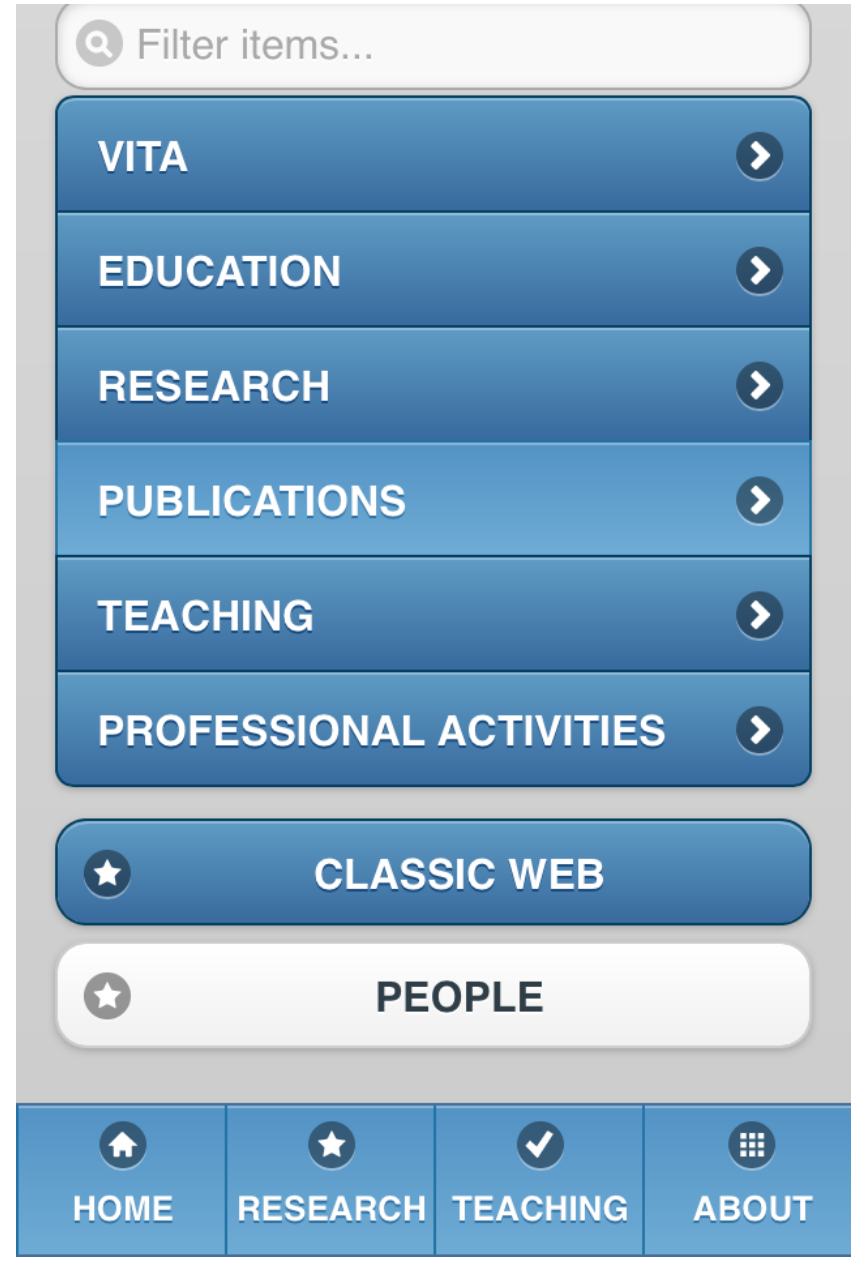 Filter items...
VITA
EDUCATION
RESEARCH
PUBLICATIONS
TEACHING
PROFESSIONAL ACTIVITIES
CLASSIC WEB
PEOPLE
HOME RESEARCH TEACHING ABOUT